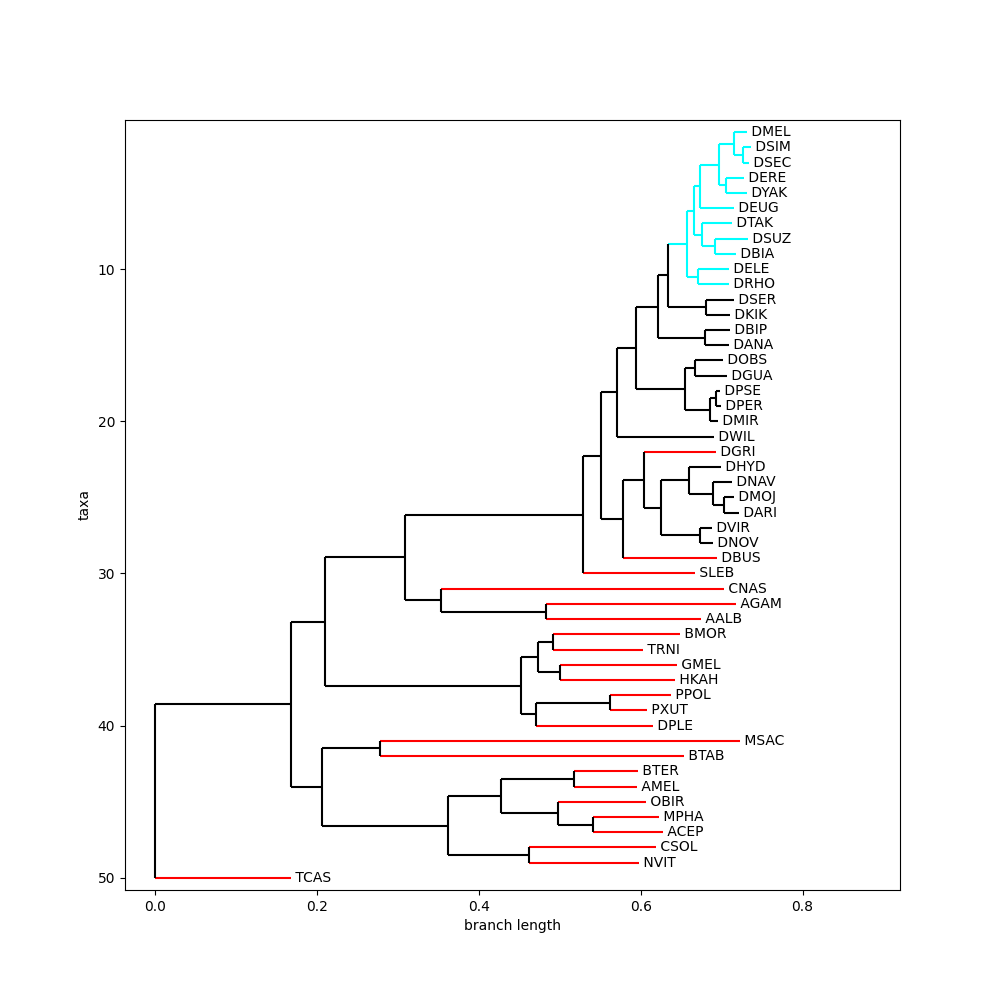 DMEL
DSIM
DSEC
DERE
DYAK
DEUG
DTAK
DSUZ
DBIA
DELE
DRHO
DSER
DKIK
DBIP
DANA
DOBS
DGUA
DPSE
DPER
DMIR
DWIL
DGRI
DHYD
DNAV
DMOJ
DARI
DVIR
DNOV
DBUS
SLEB
CNAS
AGAM
AALB
BMOR
TRNI
GMEL
HKAH
PPOL
PXUT
DPLE
MSAC
BTAB
BTER
AMEL
OBIR
MPHA
ACEP
CSOL
NVIT
TCAS
10
20
30
40
50
taxa
0.0 0.2 0.4 0.6 0.8
branch length